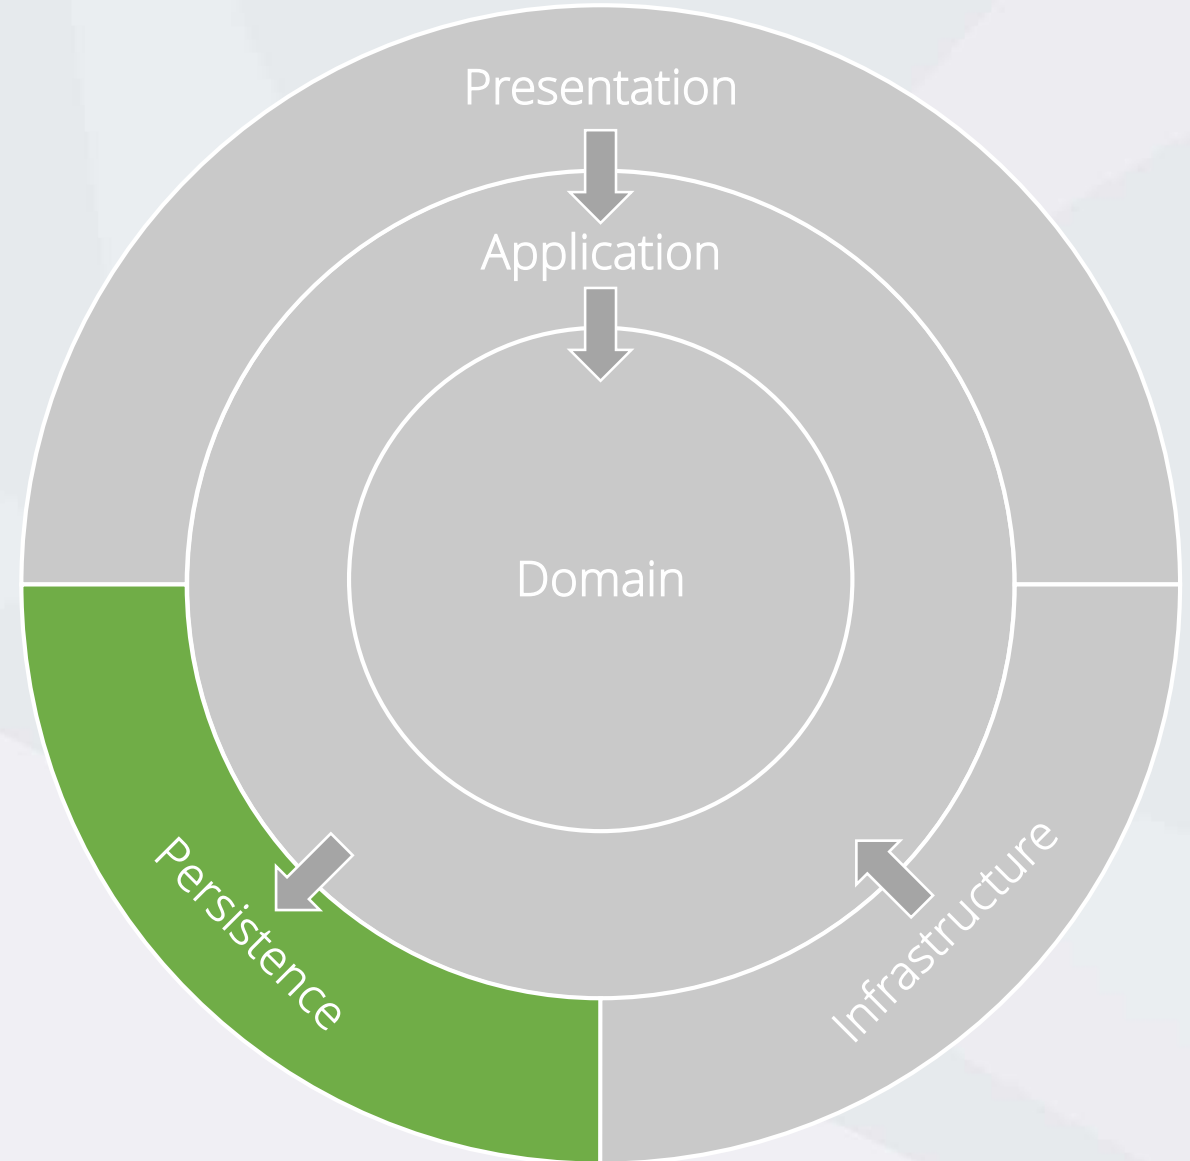 Presentation
Application
Domain
Persistence
Infrastructure